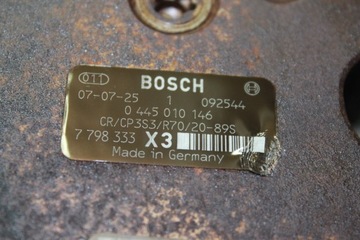 BOSCH
07-07-25 1 092544
0 445 010 146
CR/CP3S3/R70/20-89S
7 798 333 X3
Made in Germany